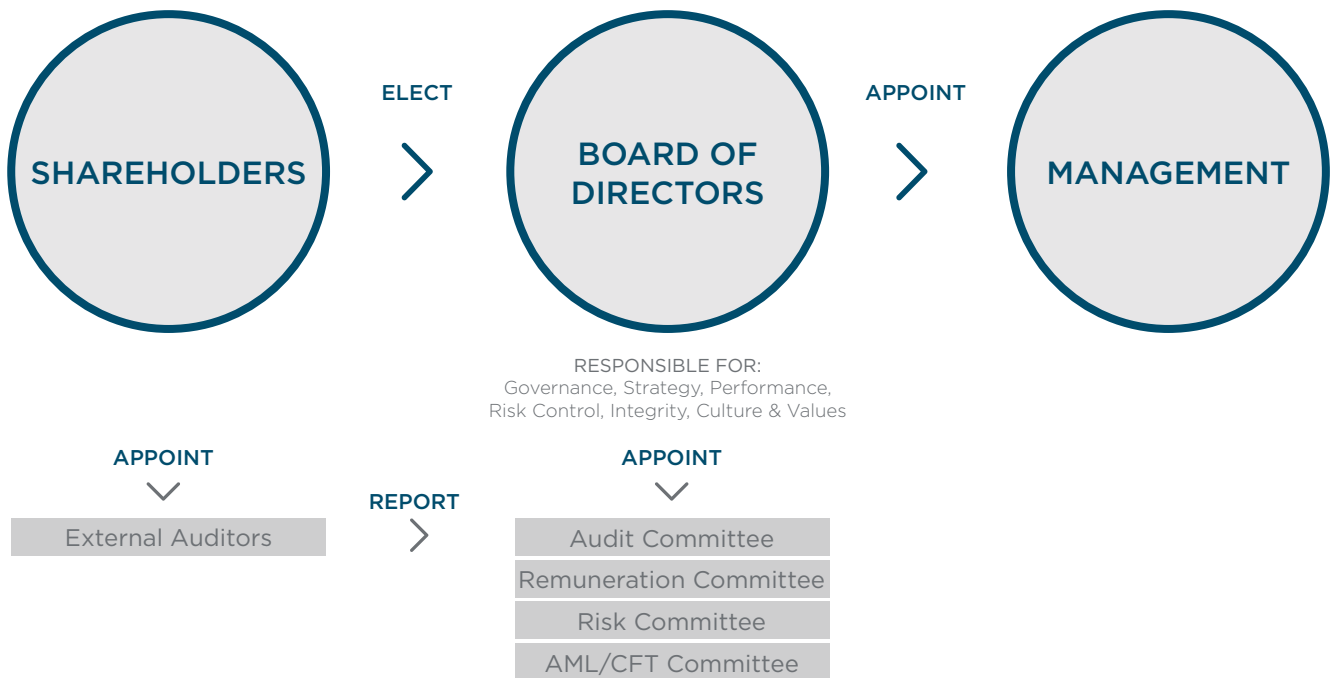 SHAREHOLDERS
ELECT
BOARD OF
DIRECTORS
APPOINT
MANAGEMENT
RESPONSIBLE FOR:
Governance, Strategy, Performance,
Risk Control, Integrity, Culture & Values
APPOINT
External Auditors
REPORT
APPOINT
Audit Committee
Remuneration Committee
Risk Committee
AML/CFT Committee